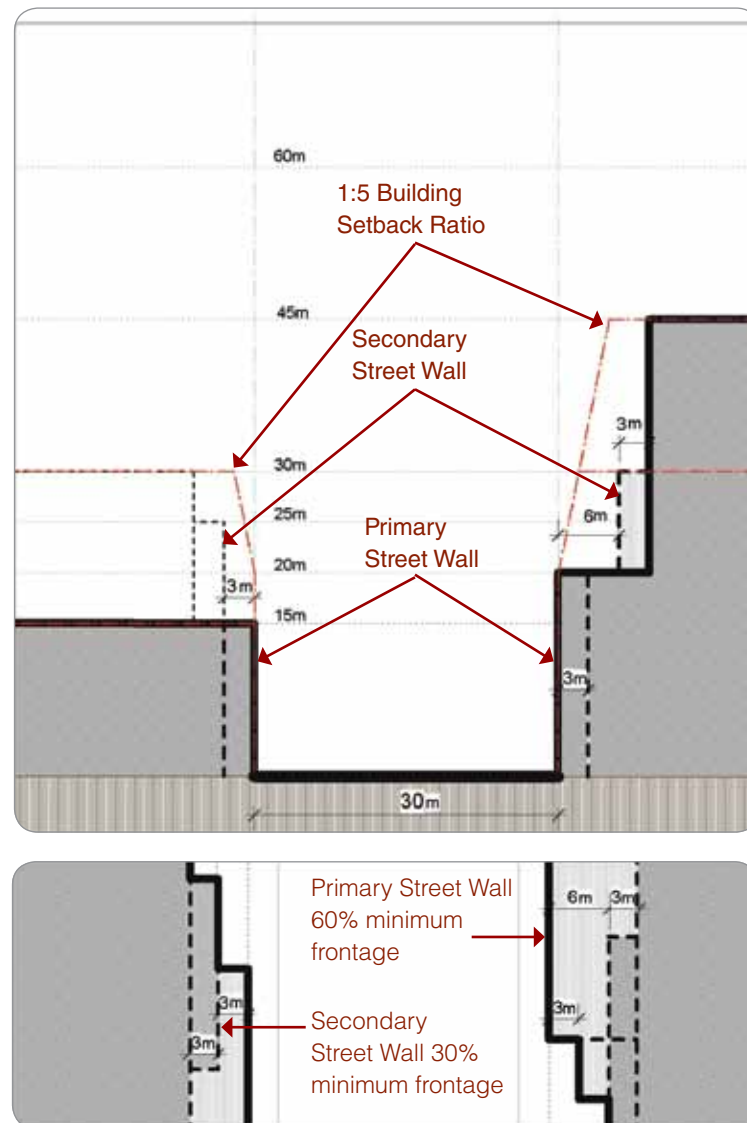 60m
1:5 Building
Setback Ratio
45m
Secondary
Street Wall
3m
30m
25m
6m
Primary
Street Wall
20m
3m
15m
3m
30m
Primary Street Wall
60% minimum
frontage
6m
3m
3m
3m
Secondary
Street Wall 30%
minimum frontage
3m